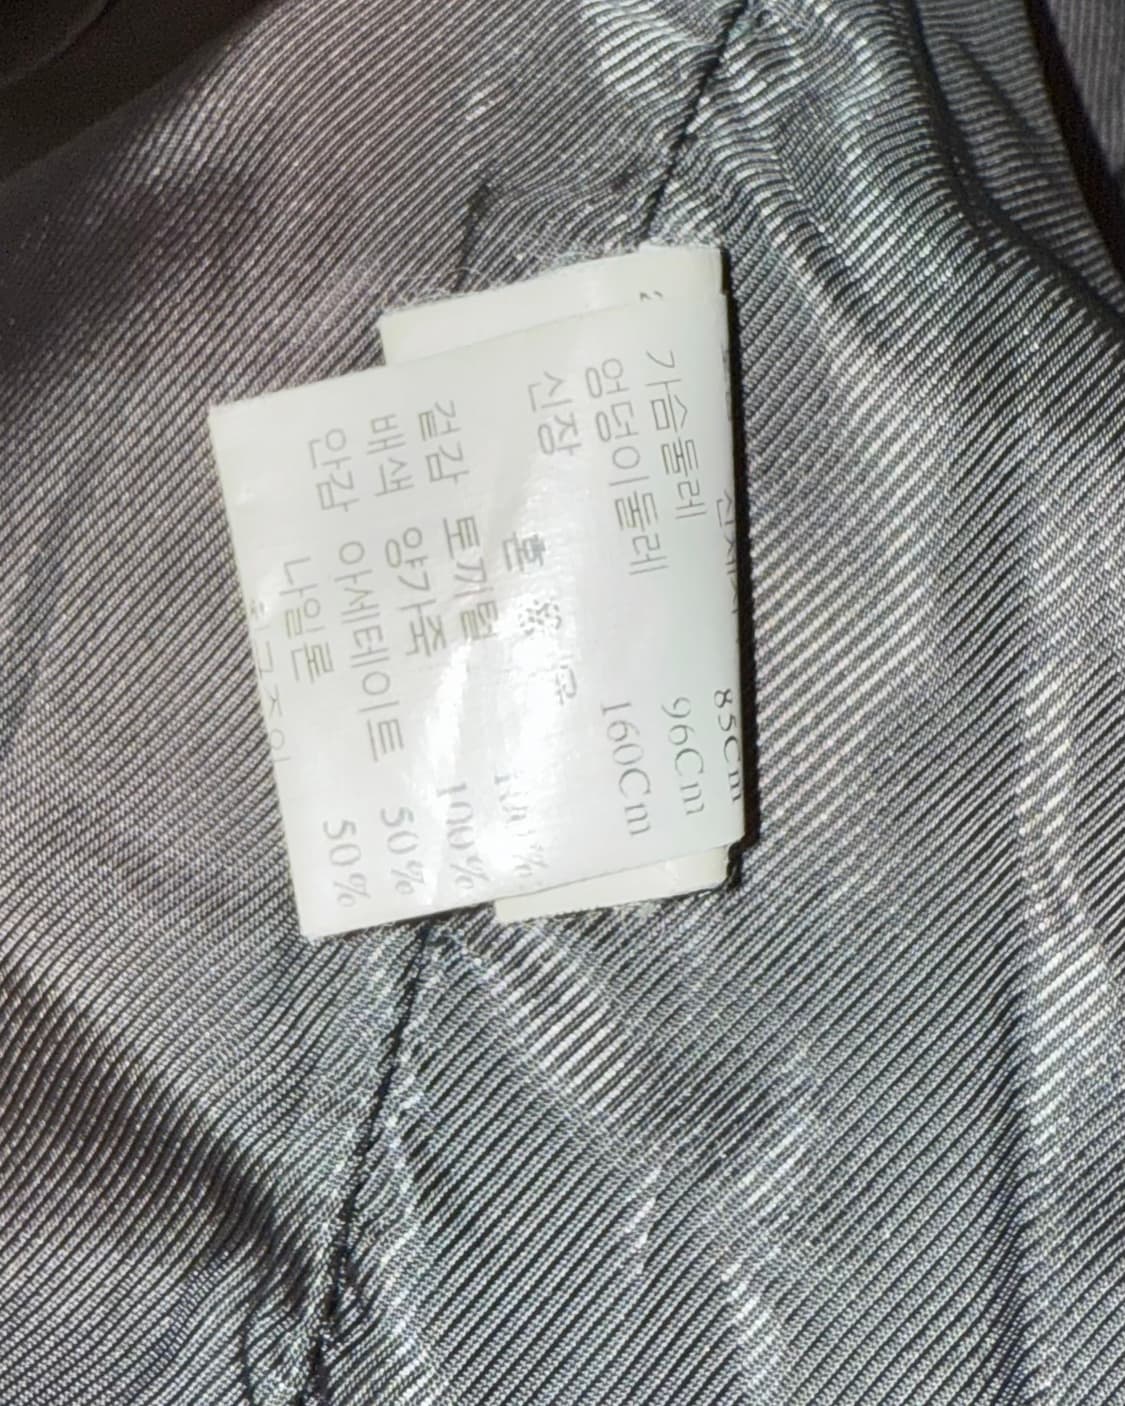 가슴둘레 85Cm
엉덩이둘레 96Cm
신장 160Cm
겉감 토끼털 100%
배색 양가죽 100%
안감 아세테이트 50%
나일론 50%